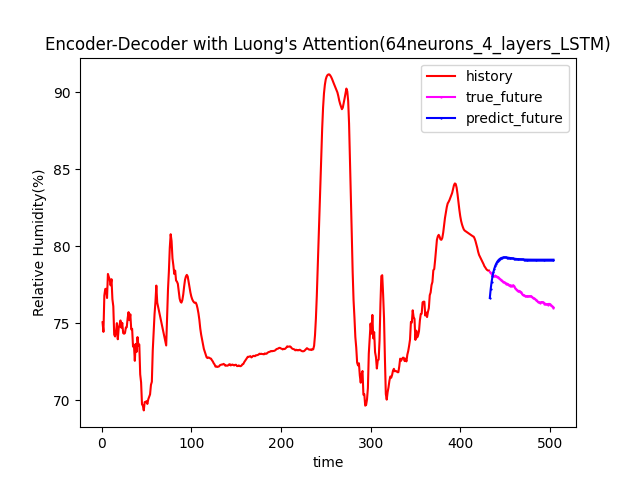 Encoder-Decoder with Luong's Attention(64neurons_4_layers_LSTM)
history
true_future
predict_future
Relative Humidity(%)
90
85
80
75
70
0 100 200 300 400 500
time